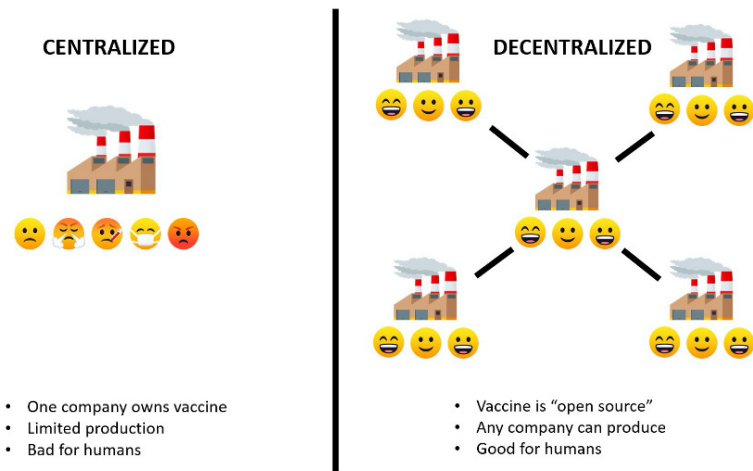 CENTRALIZED
• One company owns vaccine
• Limited production
• Bad for humans
DECENTRALIZED
• Vaccine is “open source”
• Any company can produce
• Good for humans